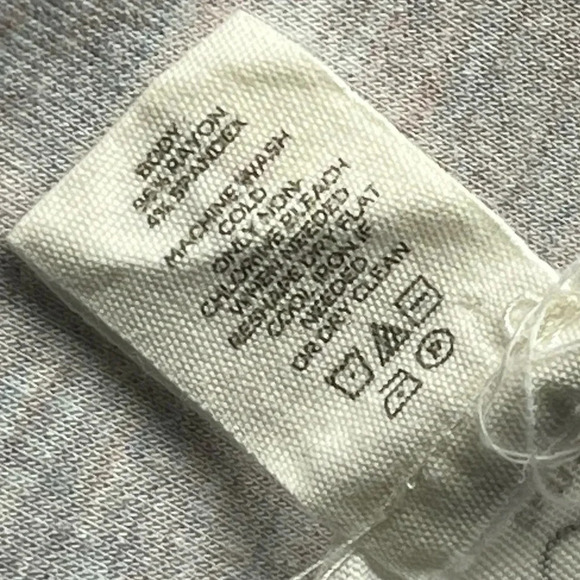 BODY
96% RAYON
4% SPANDEX
MACHINE WASH
COLD
ONLY NON-
CHLORINE BLEACH
WHEN NEEDED
RESHAPE DRY FLAT
COOL IRON IF
NEEDED
OR DRY CLEAN